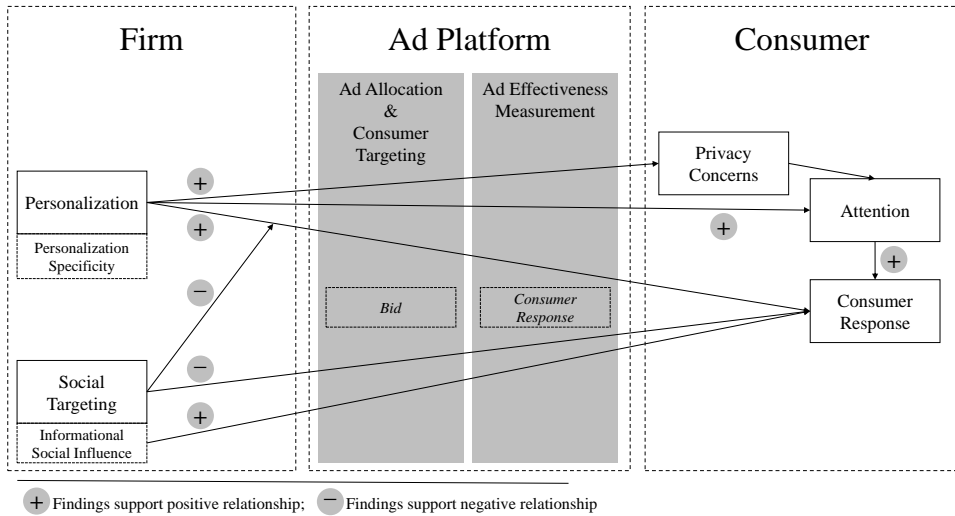 Firm
Ad Platform
Consumer
Ad Allocation
&
Consumer
Targeting
Ad Effectiveness
Measurement
Privacy
Concerns
+
Personalization
Attention
+
+
Personalization
Specificity
+
−
Bid
Consumer
Response
Consumer
Response
−
Social
Targeting
+
Informational
Social Influence
+ Findings support positive relationship; − Findings support negative relationship